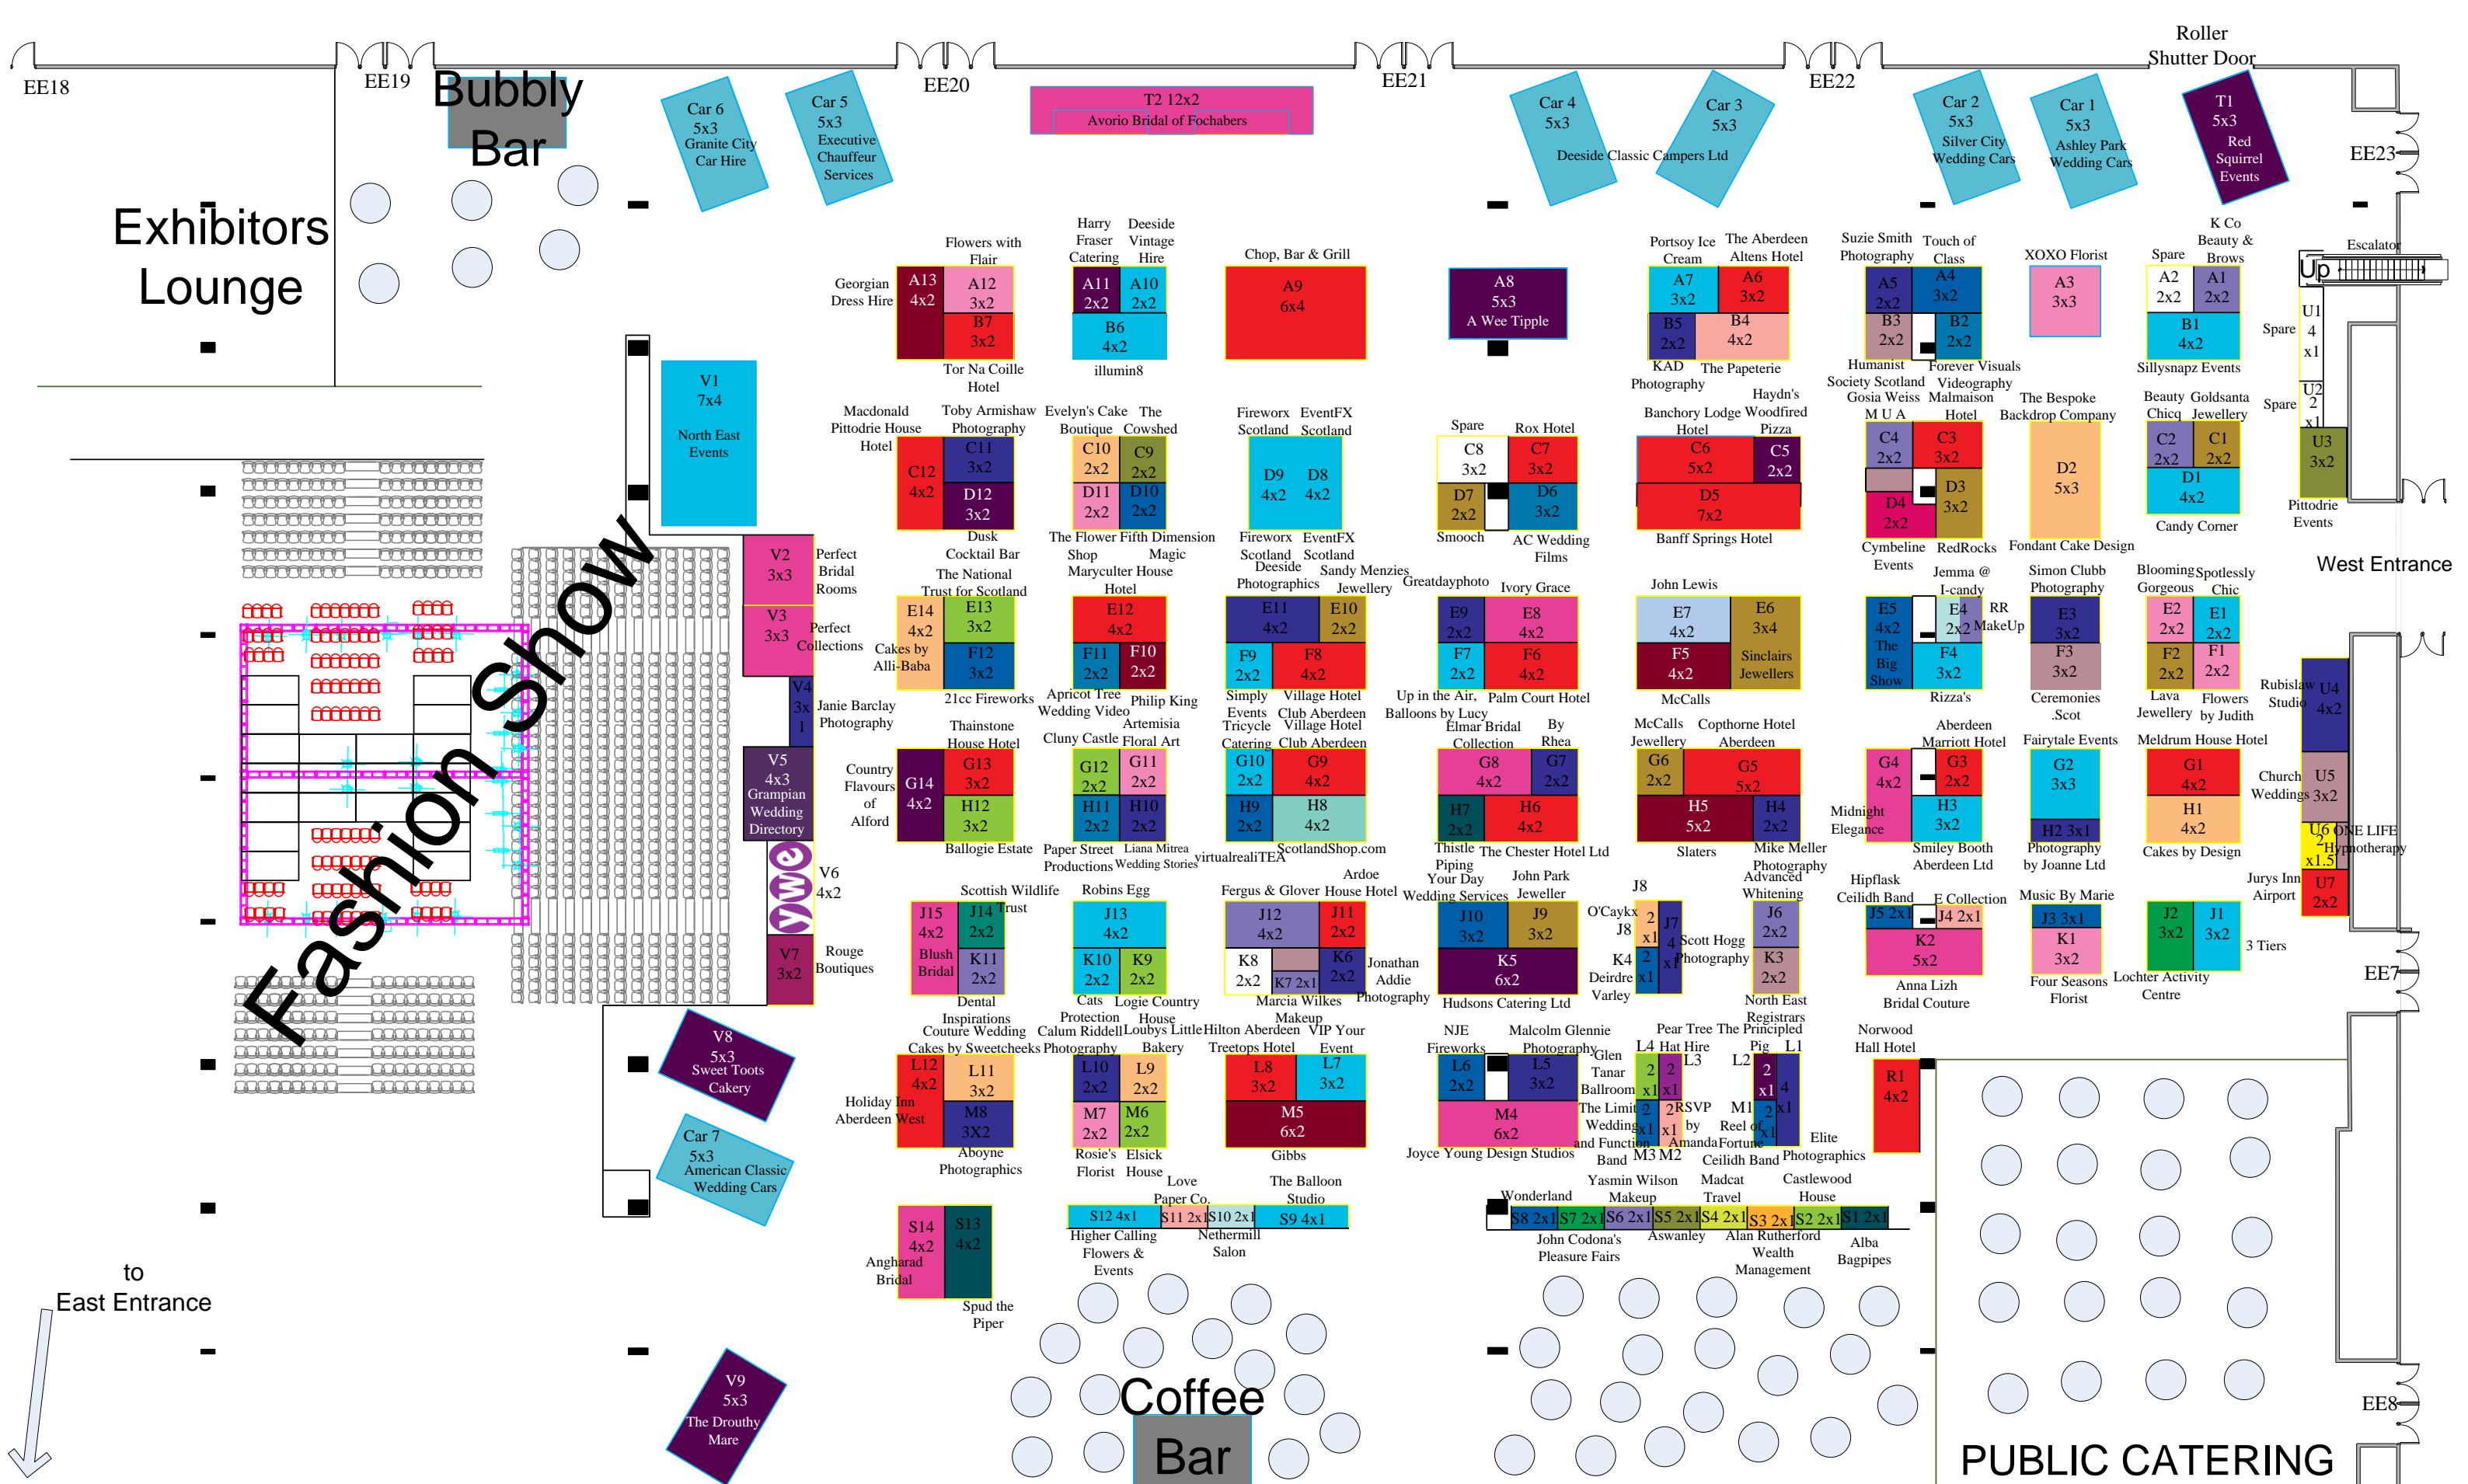 Roller
Shutter Door
EE18
EE19
EE20
EE21
EE22
EE23
Bubbly
Bar
Car 6
5x3
Granite City
Car Hire
Car 5
5x3
Executive
Chauffeur
Services
T2 12x2
Avorio Bridal of Fochabers
Car 4
5x3
Car 3
5x3
Deeside Classic Campers Ltd
Car 2
5x3
Silver City
Wedding Cars
Car 1
5x3
Ashley Park
Wedding Cars
T1
5x3
Red
Squirrel
Events
Exhibitors
Lounge
Georgian
Dress Hire
A13
4x2
Flowers with
Flair
A12
3x2
B7
3x2
Tor Na Coille
Hotel
Harry
Fraser
Catering
A11
2x2
Deeside
Vintage
Hire
A10
2x2
B6
4x2
illumin8
Chop, Bar & Grill
A9
6x4
A8
5x3
A Wee Tipple
Portsoy Ice
Cream
A7
3x2
The Aberdeen
Altens Hotel
A6
3x2
B5
2x2
KAD
Photography
B4
4x2
The Papeterie
Suzie Smith
Photography
A5
2x2
Touch of
Class
A4
3x2
B3
2x2
Humanist
Society Scotland
B2
2x2
Forever Visuals
Videography
XOXO Florist
A3
3x3
Spare
A2
2x2
K Co
Beauty &
Brows
A1
2x2
B1
4x2
Sillysnapz Events
Escalator
Up
Spare
U1
4
x1
Spare
U2
2
x1
U3
3x2
Pittodrie
Events
V1
7x4
North East
Events
Macdonald
Pittodrie House
Hotel
C12
4x2
Toby Armishaw
Photography
C11
3x2
D12
3x2
Dusk
Cocktail Bar
Evelyn's Cake
Boutique
C10
2x2
The
Cowshed
C9
2x2
D11
2x2
The Flower
Shop
D10
2x2
Fifth Dimension
Magic
Fireworx
Scotland
EventFX
Scotland
D9
4x2
D8
4x2
Fireworx
Scotland
EventFX
Scotland
Spare
C8
3x2
Rox Hotel
C7
3x2
D7
2x2
Smooch
D6
3x2
AC Wedding
Films
Banchory Lodge
Hotel
C6
5x2
Haydn's
Woodfired
Pizza
C5
2x2
D5
7x2
Banff Springs Hotel
Gosia Weiss
M U A
C4
2x2
Malmaison
Hotel
C3
3x2
D4
2x2
Cymbeline
Events
D3
3x2
RedRocks
The Bespoke
Backdrop Company
D2
5x3
Fondant Cake Design
Beauty
Chicq
C2
2x2
Goldsanta
Jewellery
C1
2x2
D1
4x2
Candy Corner
West Entrance
V2
3x3
Perfect
Bridal
Rooms
V3
3x3
Perfect
Collections
V4
3x
1
Janie Barclay
Photography
V5
4x3
Grampian
Wedding
Directory
ywe
V6
4x2
V7
3x2
Rouge
Boutiques
Fashion Show
E14
4x2
Cakes by
Alli-Baba
The National
Trust for Scotland
E13
3x2
F12
3x2
21cc Fireworks
Maryculter House
Hotel
E12
4x2
F11
2x2
Apricot Tree
Wedding Video
F10
2x2
Philip King
Deeside
Photographics
E11
4x2
Sandy Menzies
Jewellery
E10
2x2
F9
2x2
Simply
Events
F8
4x2
Village Hotel
Club Aberdeen
Greatdayphoto
E9
2x2
Ivory Grace
E8
4x2
F7
2x2
Up in the Air,
Balloons by Lucy
F6
4x2
Palm Court Hotel
John Lewis
E7
4x2
E6
3x4
Sinclairs
Jewellers
F5
4x2
McCalls
E5
4x2
The
Big
Show
Jemma @
I-candy
E4
2x2
RR
MakeUp
F4
3x2
Rizza's
Simon Clubb
Photography
E3
3x2
F3
3x2
Ceremonies
.Scot
Blooming
Gorgeous
E2
2x2
Spotlessly
Chic
E1
2x2
F2
2x2
Lava
Jewellery
F1
2x2
Flowers
by Judith
Rubislaw
Studio
U4
4x2
Church
Weddings
U5
3x2
U6
2
x1.5
ONE LIFE
Hypnotherapy
Jurys Inn
Airport
U7
2x2
Country
Flavours
of
Alford
G14
4x2
Thainstone
House Hotel
G13
3x2
H12
3x2
Ballogie Estate
Cluny Castle
G12
2x2
Artemisia
Floral Art
G11
2x2
H11
2x2
Paper Street
Productions
H10
2x2
Liana Mitrea
Wedding Stories
Tricycle
Catering
G10
2x2
Village Hotel
Club Aberdeen
G9
4x2
H9
2x2
virtualrealiTEA
H8
4x2
ScotlandShop.com
Elmar Bridal
Collection
G8
4x2
By
Rhea
G7
2x2
H7
2x2
Thistle
Piping
H6
4x2
The Chester Hotel Ltd
McCalls
Jewellery
G6
2x2
Copthorne Hotel
Aberdeen
G5
5x2
H5
5x2
Slaters
H4
2x2
Mike Meller
Photography
G4
4x2
Midnight
Elegance
Aberdeen
Marriott Hotel
G3
2x2
H3
3x2
Smiley Booth
Aberdeen Ltd
Fairytale Events
G2
3x3
H2 3x1
Photography
by Joanne Ltd
Meldrum House Hotel
G1
4x2
H1
4x2
Cakes by Design
J15
4x2
Blush
Bridal
Scottish Wildlife
Trust
J14
2x2
K11
2x2
Dental
Inspirations
Robins Egg
J13
4x2
K10
2x2
Cats
Protection
K9
2x2
Logie Country
House
Fergus & Glover
J12
4x2
Ardoe
House Hotel
J11
2x2
K8
2x2
K7 2x1
Marcia Wilkes
Makeup
K6
2x2
Jonathan
Addie
Photography
Your Day
Wedding Services
J10
3x2
John Park
Jeweller
J9
3x2
K5
6x2
Hudsons Catering Ltd
J8
O'Caykx
J8
2
x1
J7
4
x1
Scott Hogg
Photography
K4
Deirdre
Varley
2
x1
Advanced
Whitening
J6
2x2
K3
2x2
North East
Registrars
Hipflask
Ceilidh Band
J5 2x1
E Collection
J4 2x1
K2
5x2
Anna Lizh
Bridal Couture
Music By Marie
J3 3x1
K1
3x2
Four Seasons
Florist
J2
3x2
Lochter Activity
Centre
J1
3x2
3 Tiers
EE7
V8
5x3
Sweet Toots
Cakery
Car 7
5x3
American Classic
Wedding Cars
L12
4x2
Holiday Inn
Aberdeen West
Couture Wedding
Cakes by Sweetcheeks
L11
3x2
M8
3X2
Aboyne
Photographics
Calum Riddell
Photography
L10
2x2
Loubys Little
Bakery
L9
2x2
M7
2x2
Rosie's
Florist
M6
2x2
Elsick
House
Hilton Aberdeen
Treetops Hotel
L8
3x2
VIP Your
Event
L7
3x2
M5
6x2
Gibbs
NJE
Fireworks
L6
2x2
Malcolm Glennie
Photography
L5
3x2
M4
6x2
Joyce Young Design Studios
Glen
Tanar
Ballroom
L4
2
x1
Pear Tree
Hat Hire
L3
2
x1
The Limit
Wedding
and Function
Band
M3
2
x1
RSVP
by
Amanda
M2
2
x1
The Principled
Pig
L2
2
x1
L1
4
x1
Elite
Photographics
M1
Reel of
Fortune
Ceilidh Band
2
x1
Norwood
Hall Hotel
R1
4x2
S14
4x2
Angharad
Bridal
S13
4x2
Spud the
Piper
S12 4x1
Higher Calling
Flowers &
Events
Love
Paper Co.
S11 2x1
S10 2x1
Nethermill
Salon
The Balloon
Studio
S9 4x1
Wonderland
S8 2x1
S7 2x1
John Codona's
Pleasure Fairs
Yasmin Wilson
Makeup
S6 2x1
S5 2x1
Aswanley
Madcat
Travel
S4 2x1
S3 2x1
Alan Rutherford
Wealth
Management
Castlewood
House
S2 2x1
S1 2x1
Alba
Bagpipes
to
East Entrance
V9
5x3
The Drouthy
Mare
Coffee
Bar
EE8
PUBLIC CATERING